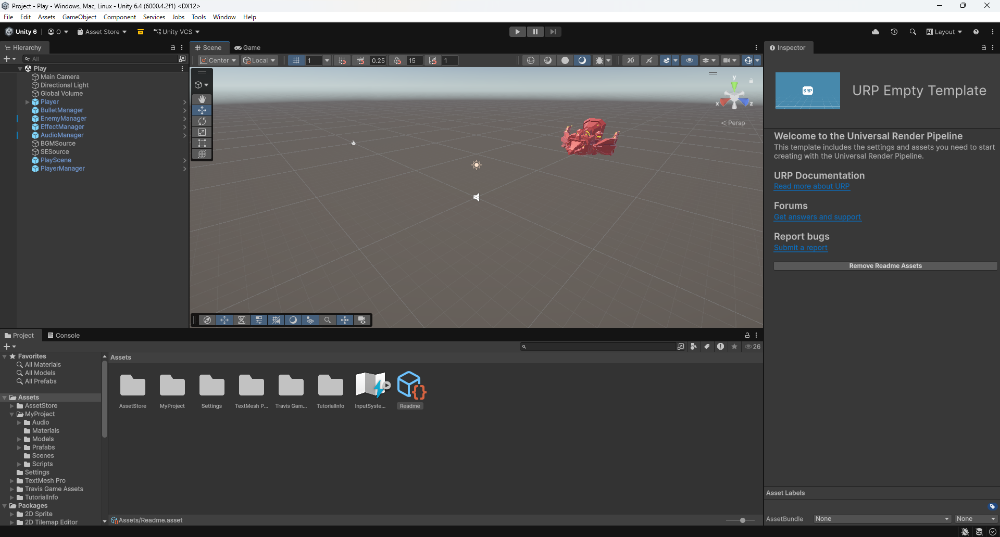 Project - Play - Windows, Mac, Linux - Unity 6.4 (6000.4.2f1) <DX12>
File Edit Assets GameObject Component Services Jobs Tools Window Help
Unity 6 O Asset Store Unity VCS Layout
Hierarchy
All
Play
Main Camera
Directional Light
Global Volume
Player
BulletManager
EnemyManager
EffectManager
AudioManager
BGMSource
SESource
PlayScene
PlayerManager
Scene Game
Center Local 1 0.25 15 1 2D
y
x z
Persp
Inspector
SRP
URP Empty Template
Welcome to the Universal Render Pipeline
This template includes the settings and assets you need to start
creating with the Universal Render Pipeline.
URP Documentation
Read more about URP
Forums
Get answers and support
Report bugs
Submit a report
Remove Readme Assets
Project Console
26
Favorites
All Materials
All Models
All Prefabs
Assets
AssetStore
MyProject
Audio
Materials
Models
Prafabs
Scenes
Scripts
Settings
TextMesh Pro
Travis Game Assets
TutorialInfo
Packages
2D Sprite
2D Tilemap Editor
Assets
AssetStore MyProject Settings TextMesh P... Travis Gam... TutorialInfo InputSyste... Readme
Assets/Readme.asset
Asset Labels
AssetBundle None None